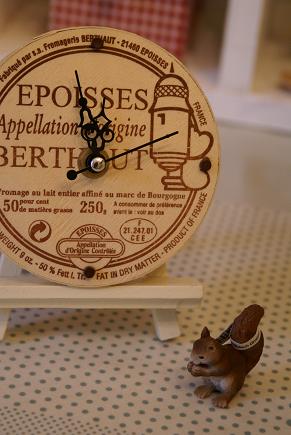 Fabriqué par s.a. Fromagerie BERTHAUT - 21460 EPOISSES
FRANCE
EPOISSES
Appellation d'Origine
BERTHAUT
Fromage au lait entier affiné au marc de Bourgogne
50 pour cent de matière grasse
250g
A consommer de préférence
avant le : voir au dos
F
21.247.01
CEE
EPOISSES
Appellation
d'Origine Contrôlée
WEIGHT 9 oz. - 50 % Fett i. Tr. FAT IN DRY MATTER - PRODUCT OF FRANCE